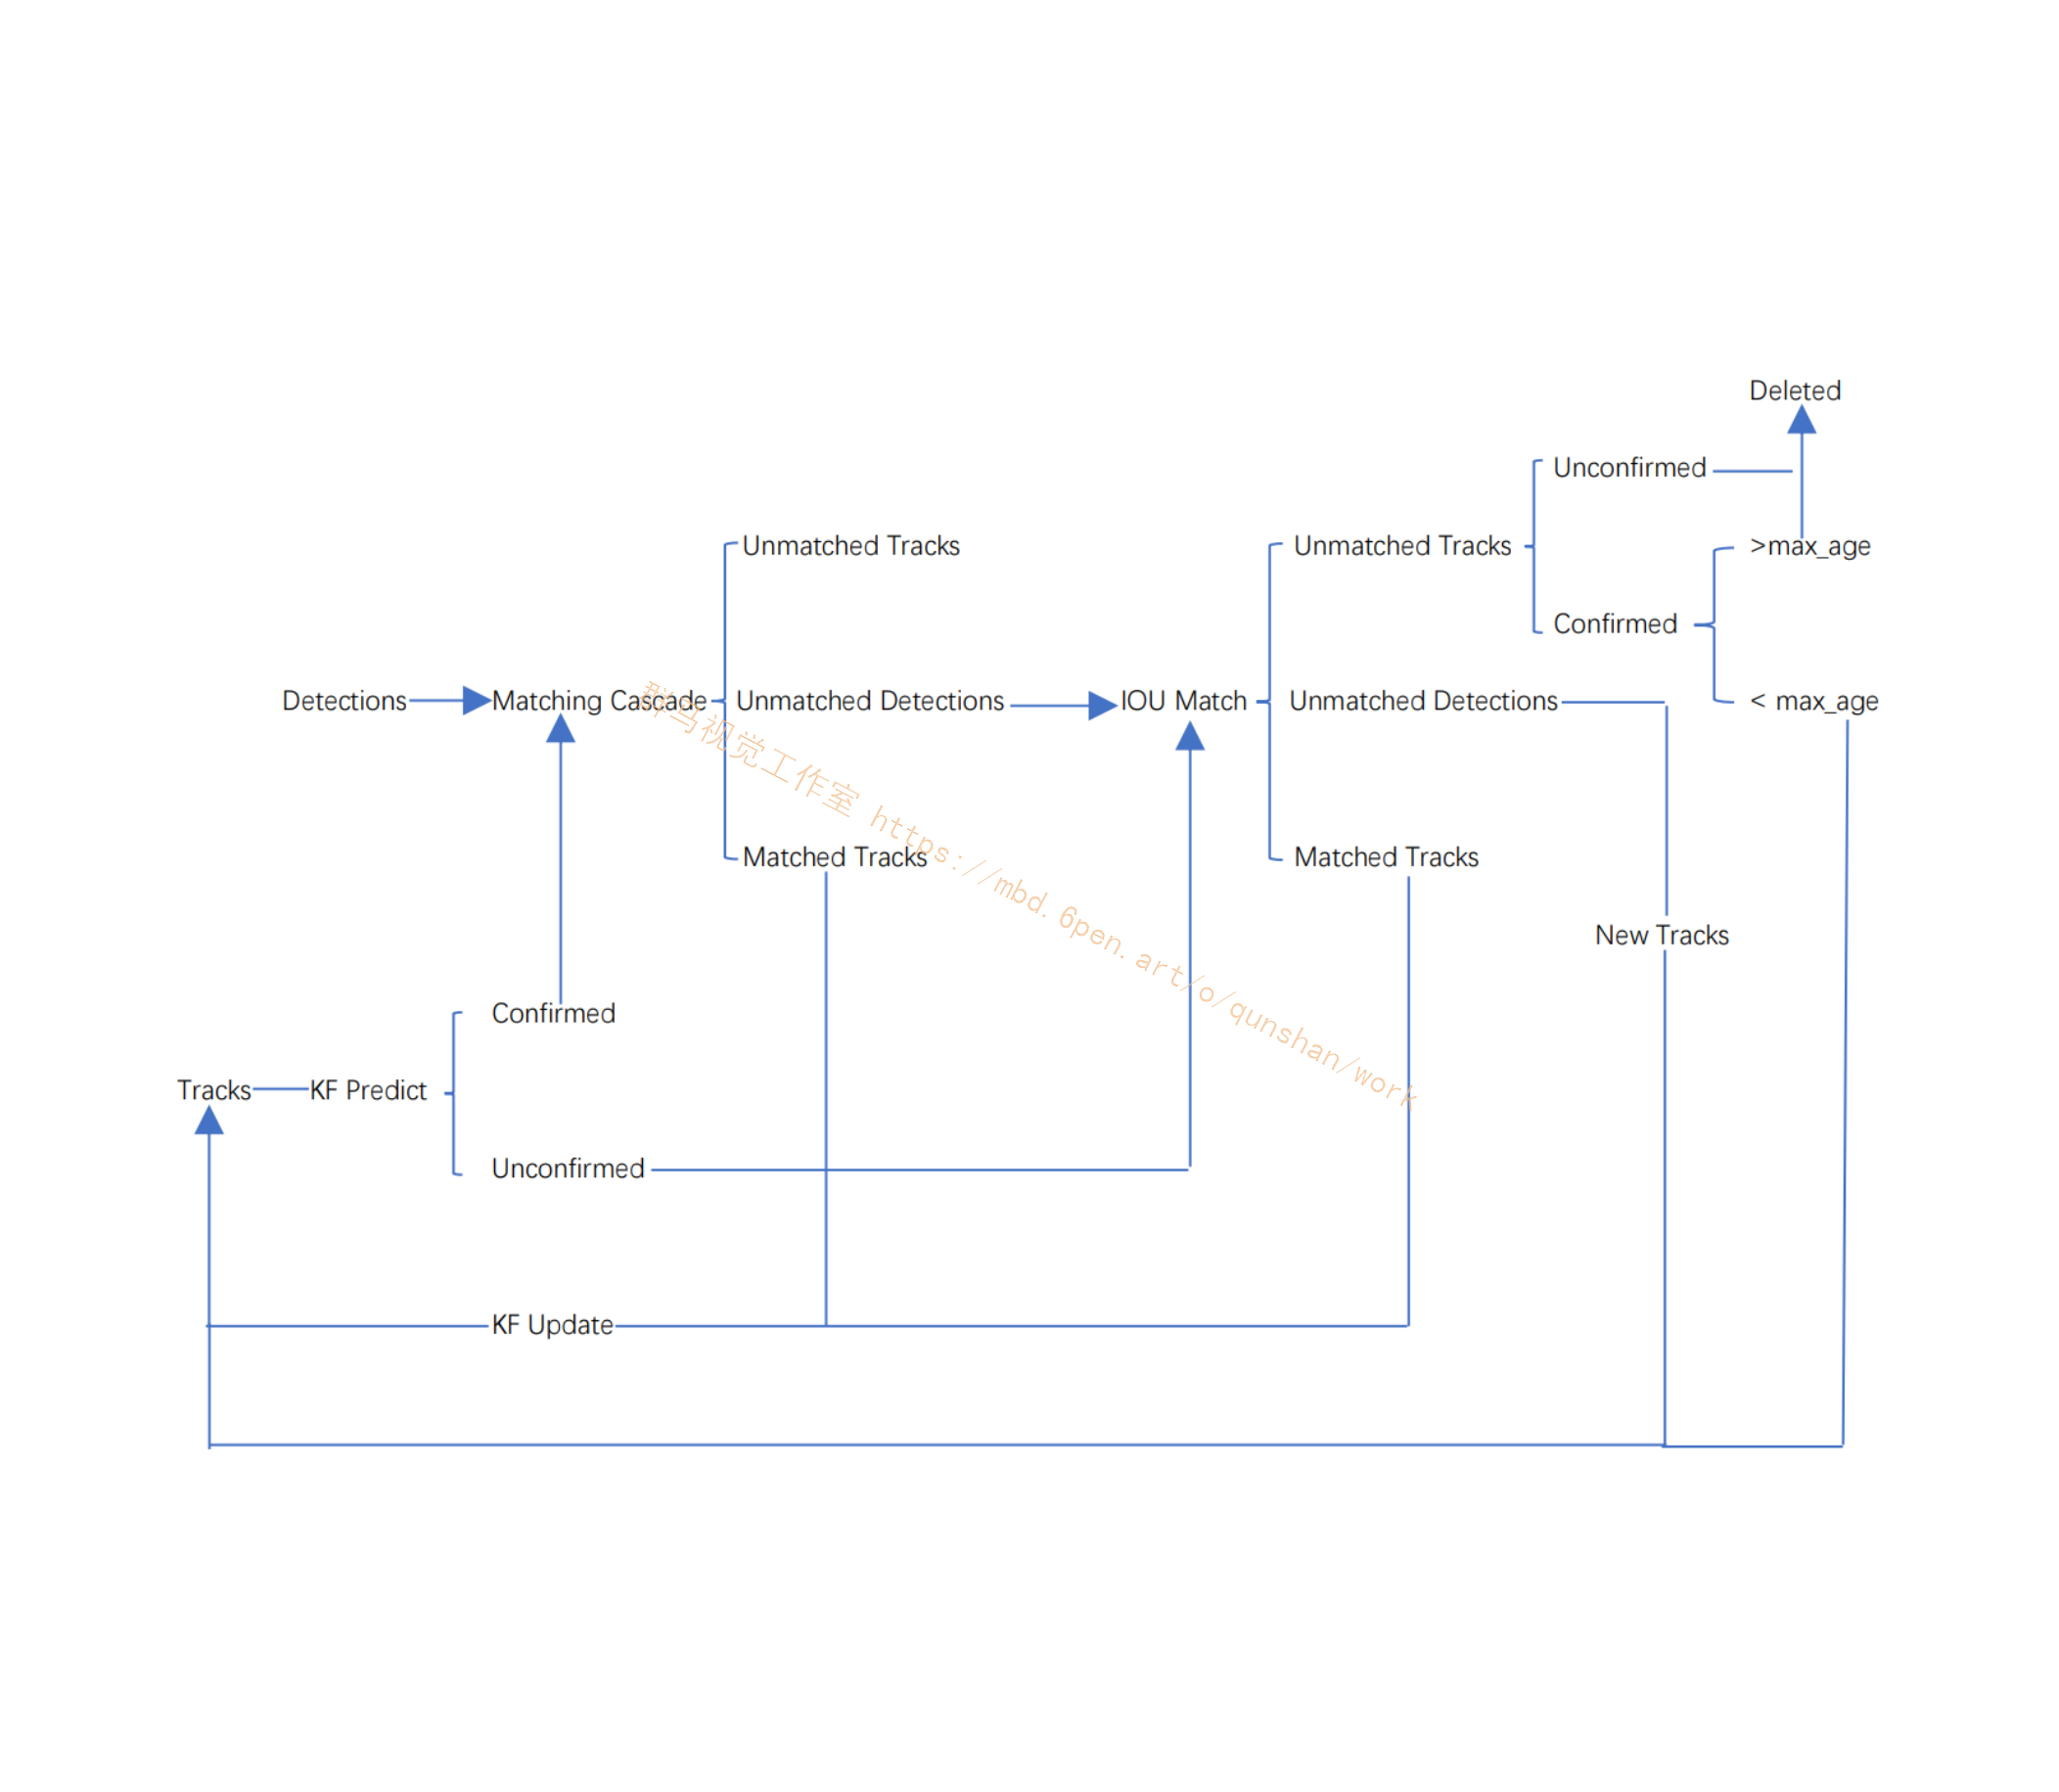 Deleted
Unconfirmed
Unmatched Tracks
Unmatched Tracks
>max_age
Confirmed
Detections
Matching Cascade
Unmatched Detections
IOU Match
Unmatched Detections
< max_age
群马视觉工作室 https://mbd.6pen.art/o/qunshan/work
Matched Tracks
Matched Tracks
New Tracks
Confirmed
Tracks
KF Predict
Unconfirmed
KF Update